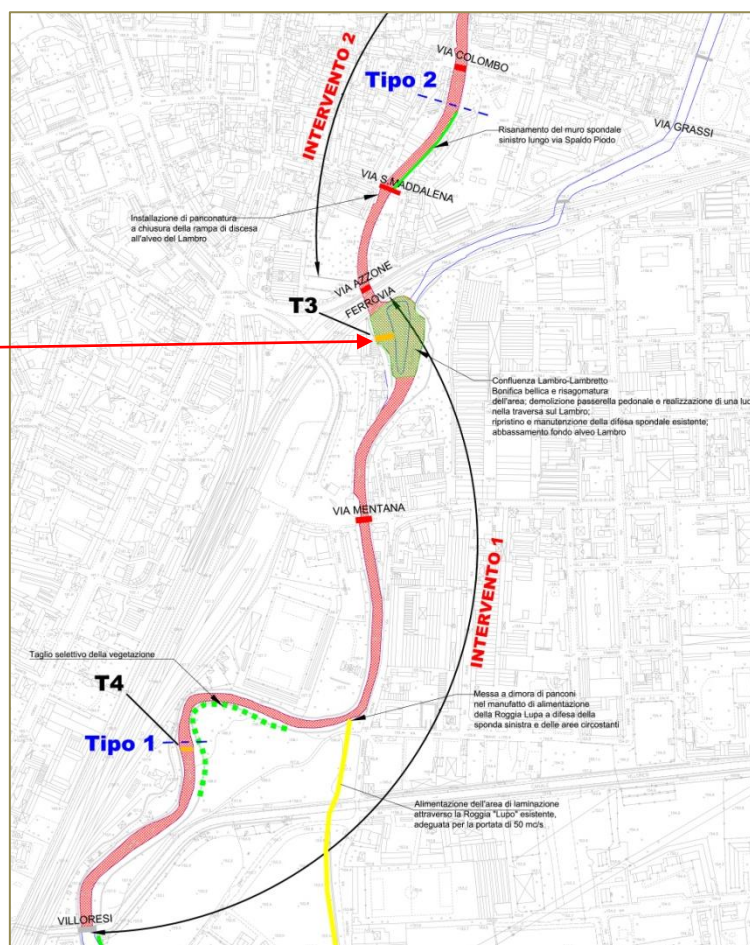 VIA COLOMBO
INTERVENTO 2
Tipo 2
VIA GRASSI
Risanamento del muro spondale
sinistro lungo via Spaldo Piodo
VIA S.MADDALENA
Installazione di panconatura
a chiusura della rampa di discesa
all'alveo del Lambro
VIA AZZONE
FERROVIA
T3
Confluenza Lambro-Lambretto
Bonifica bellica e risagomatura
dell'area; demolizione passerella pedonale e realizzazione di una luc
nella traversa sul Lambro;
ripristino e manutenzione della difesa spondale esistente;
abbassamento fondo alveo Lambro
VIA MENTANA
INTERVENTO 1
Taglio selettivo della vegetazione
T4
Tipo 1
Messa a dimora di panconi
nel manufatto di alimentazione
della Roggia Lupa a difesa della
sponda sinistra e delle aree circostanti
Alimentazione dell'area di laminazione
attraverso la Roggia "Lupo" esistente,
adeguata per la portata di 50 mc/s
VILLORESI